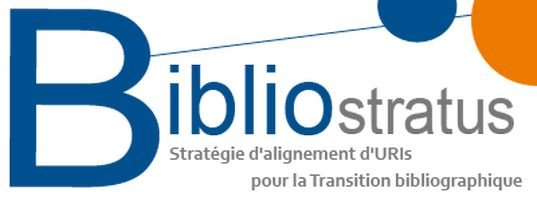 Bibliostratus
Stratégie d'alignement d'URIs
pour la Transition bibliographique